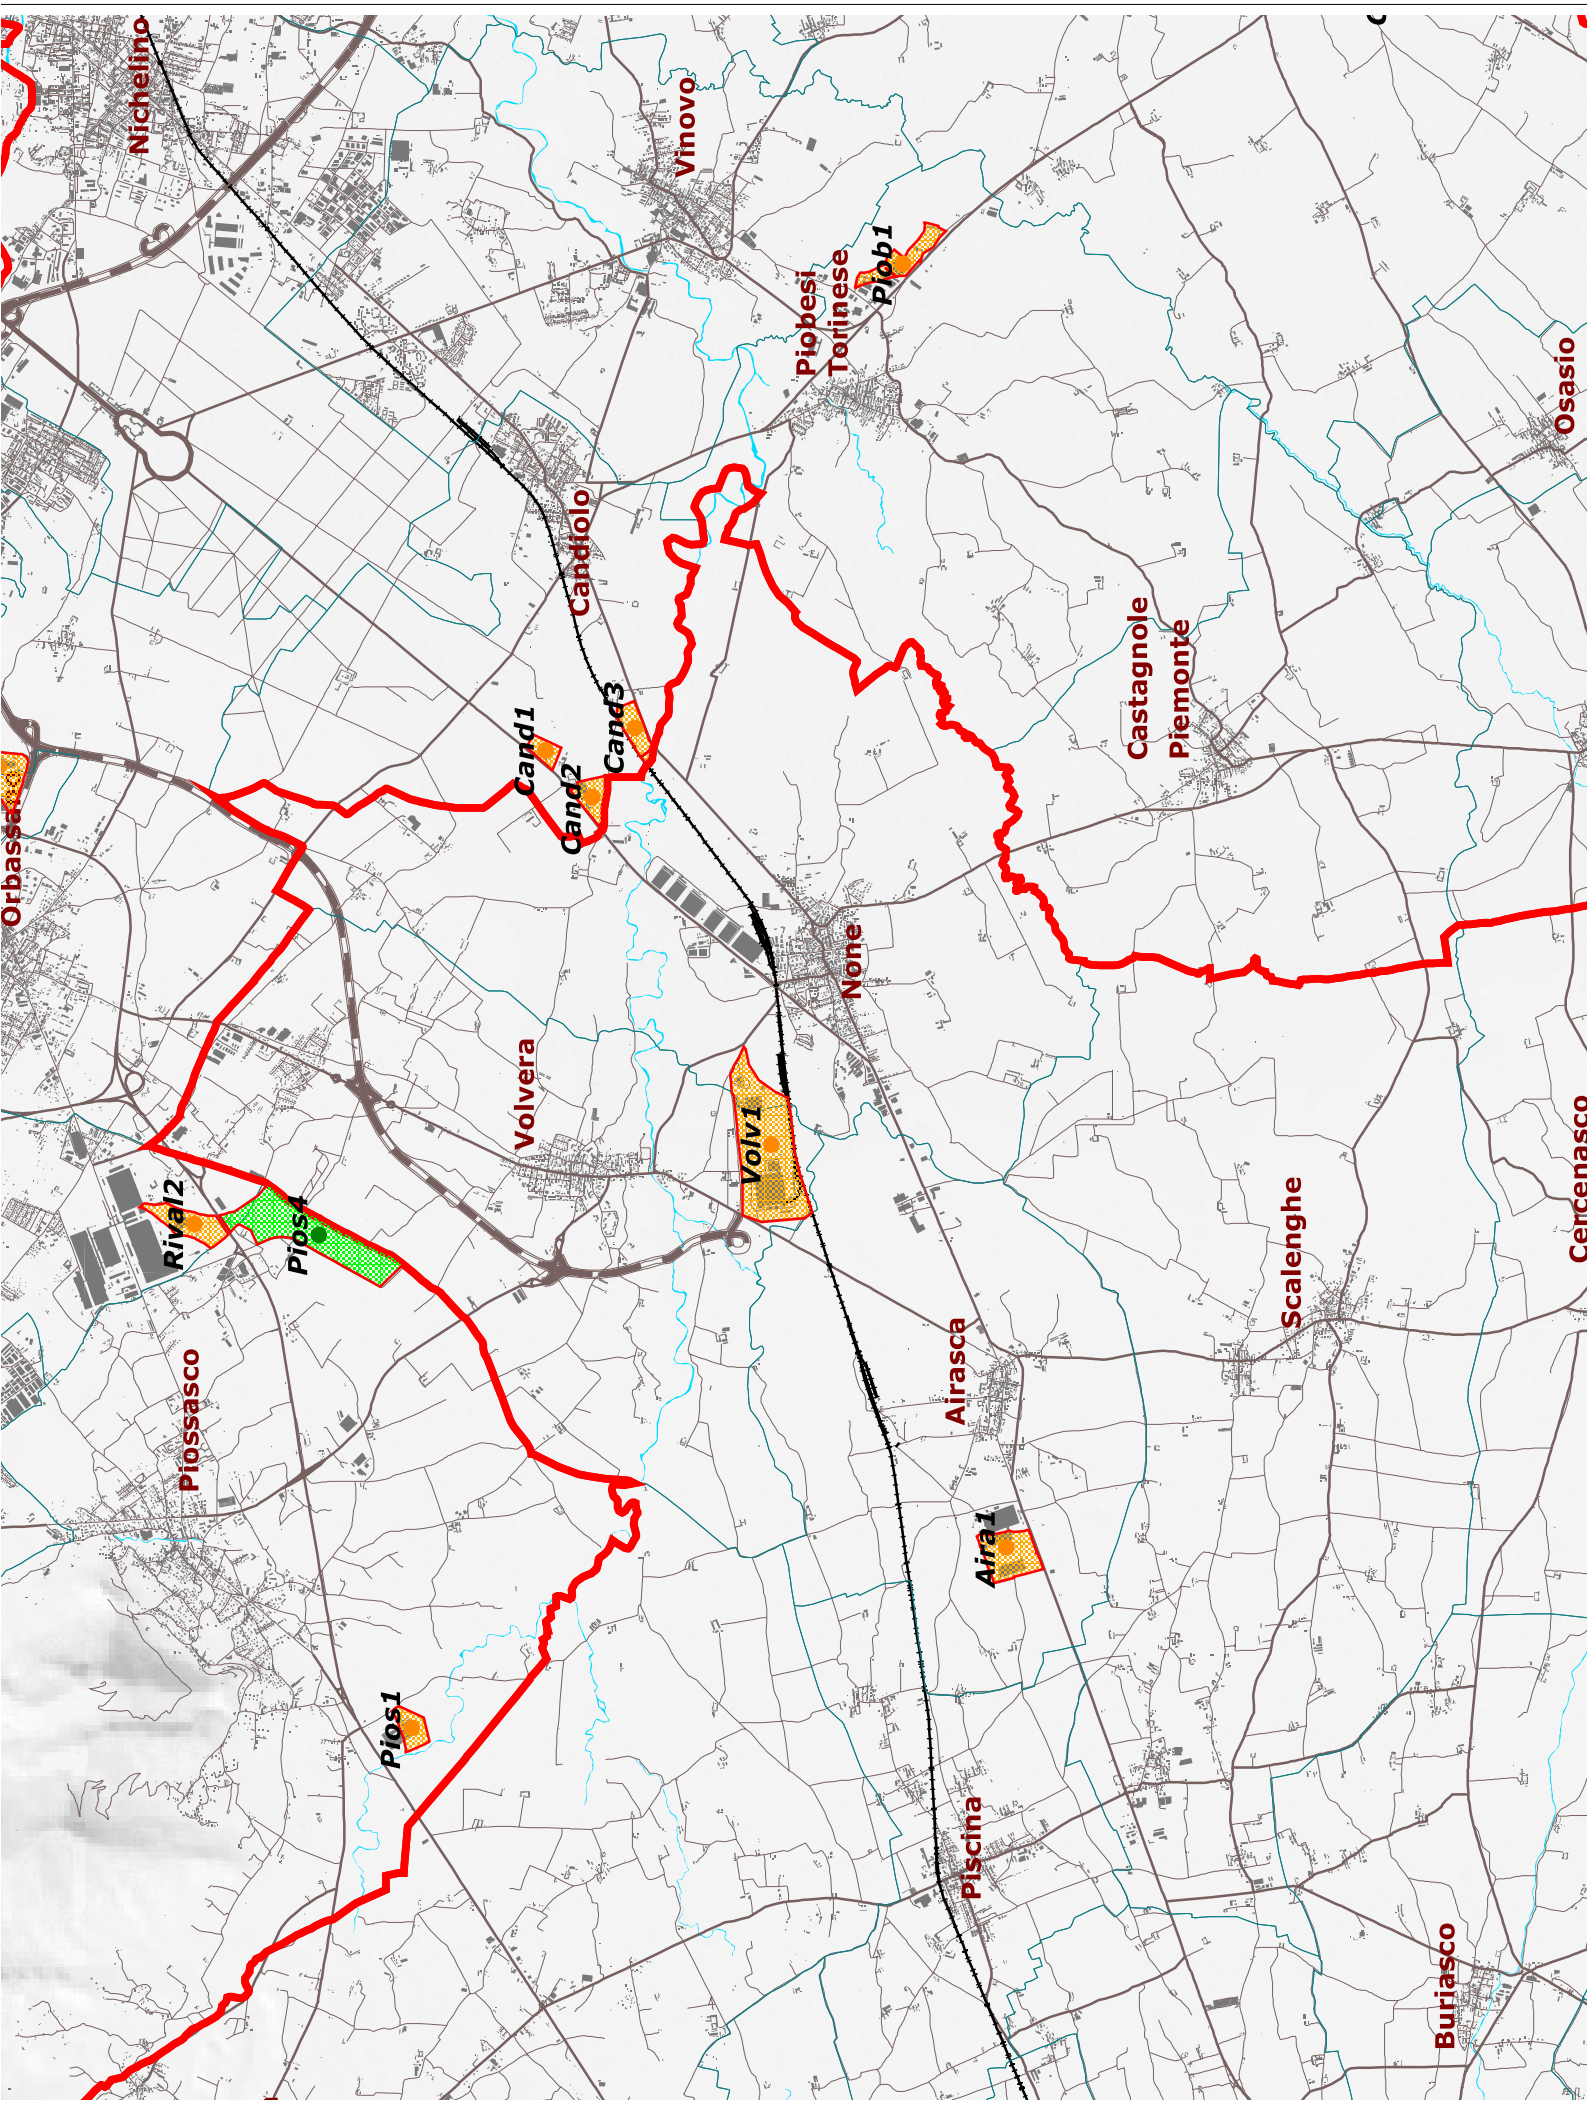 Nichelino
Vinovo
Piob1
Piobesi
Torinese
Osasio
Candiolo
Castagnole
Piemonte
Cand1
Cand3
Cand2
Orbassa
None
Volvera
Volv1
Rival2
Pios4
Cercenasco
Scalenghe
Airasca
Piossasco
Aira1
Pios1
Piscina
Buriasco